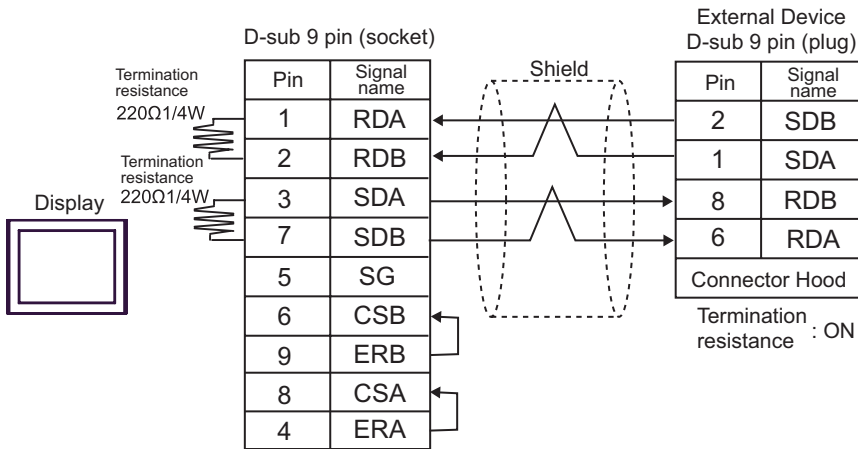 External Device
D-sub 9 pin (socket)
D-sub 9 pin (plug)
Shield
Termination
resistance
220Ω1/4W
Termination
resistance
220Ω1/4W
Display
Pin Signal name
1 RDA
2 RDB
3 SDA
7 SDB
5 SG
6 CSB
9 ERB
8 CSA
4 ERA
Pin Signal name
2 SDB
1 SDA
8 RDB
6 RDA
Connector Hood
Termination
resistance : ON